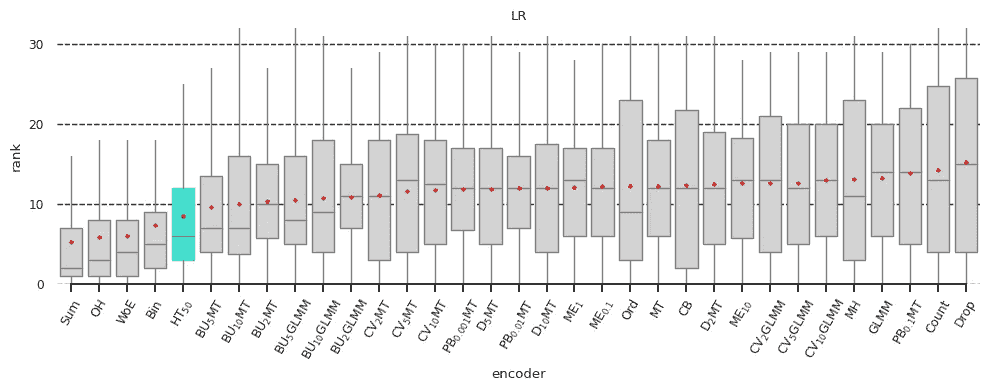 LR
30
20
10
0
rank
Sum
OH
WoE
Bin
HT₅₀
BU₅MT
BU₁₀MT
BU₂MT
BU₅GLMM
BU₁₀GLMM
BU₂GLMM
CV₂MT
CV₅MT
CV₁₀MT
PB₀.₀₀₁MT
D₅MT
PB₀.₀₁MT
D₁₀MT
ME₁
ME₀.₁
Ord
MT
CB
D₂MT
ME₁₀
CV₂GLMM
CV₅GLMM
CV₁₀GLMM
MH
GLMM
PB₀.₁MT
Count
Drop
encoder